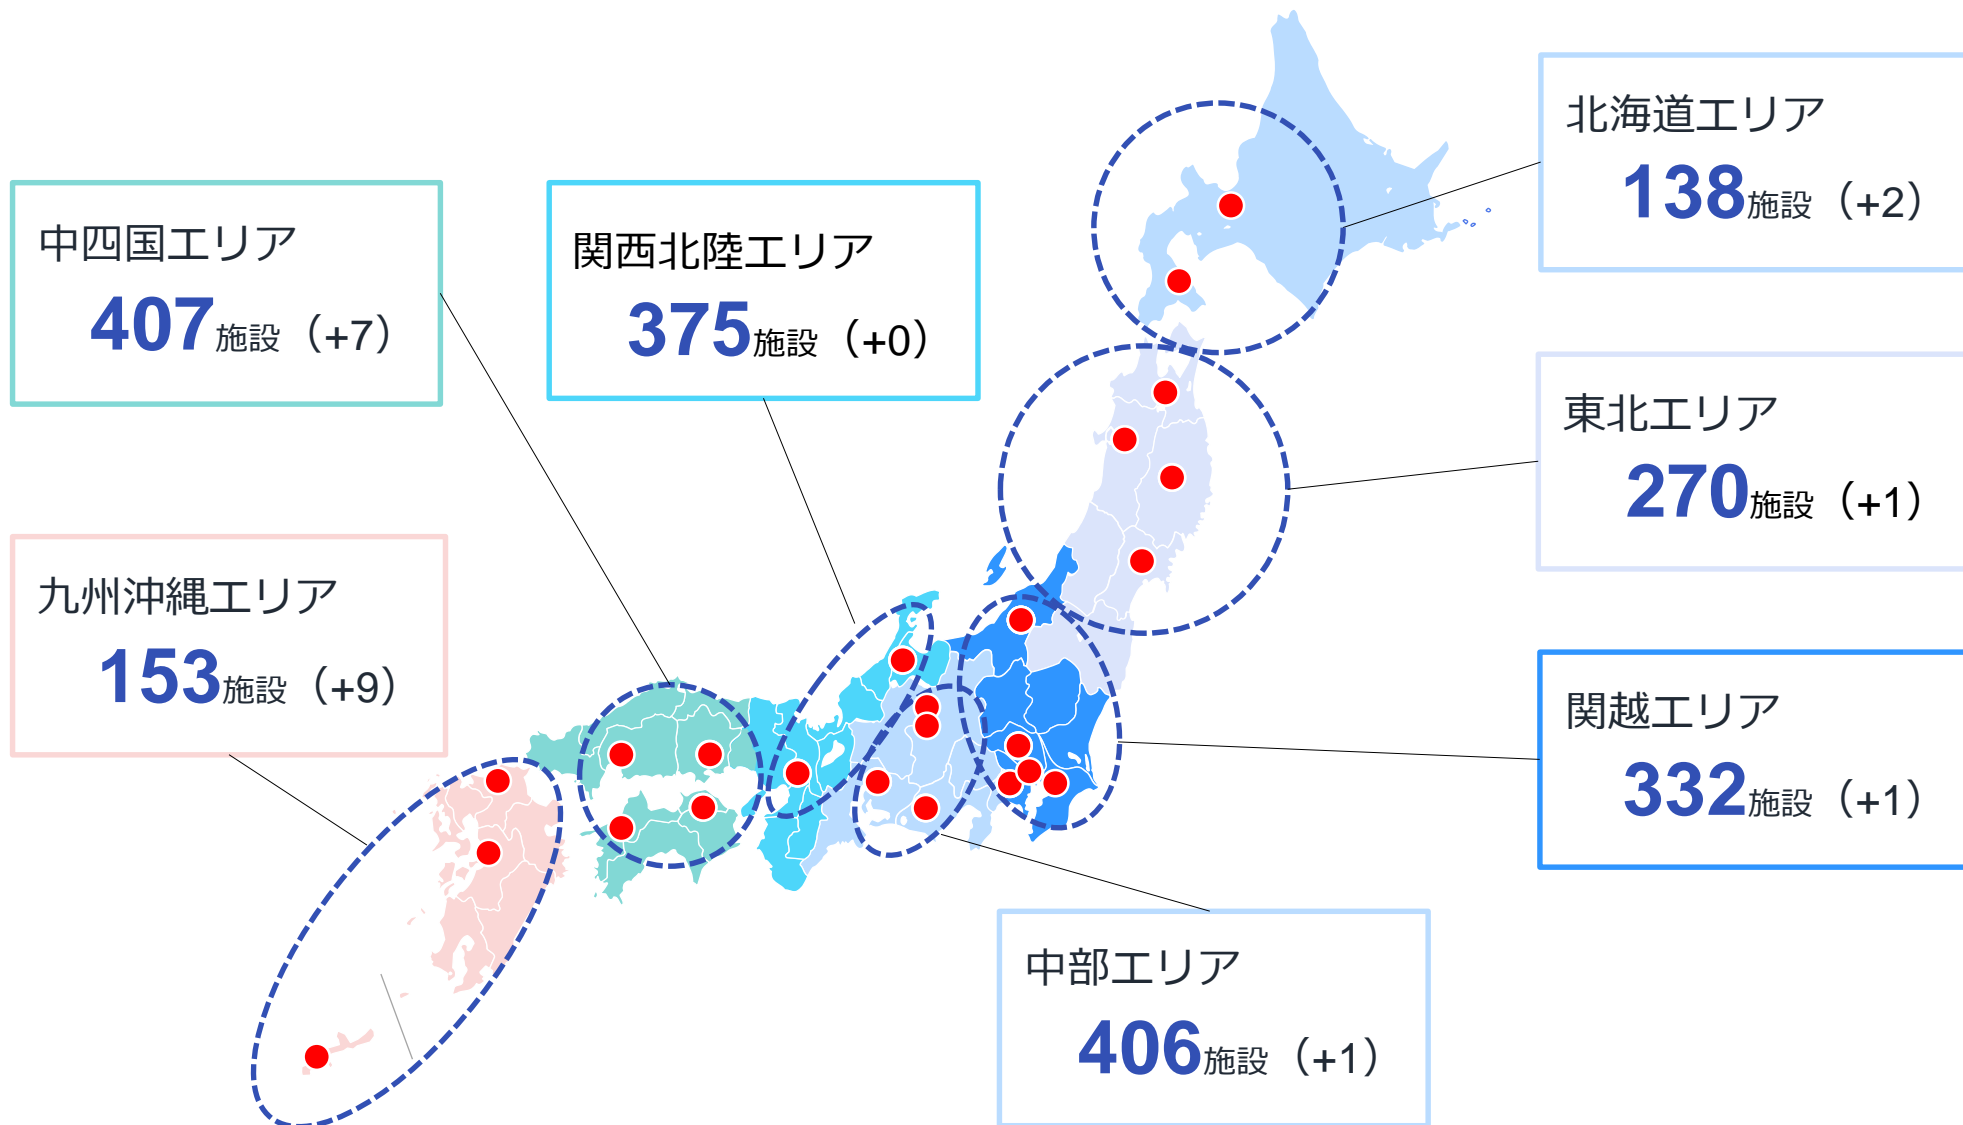 北海道エリア
138施設（+2）
中四国エリア
407施設（+7）
関西北陸エリア
375施設（+0）
東北エリア
270施設（+1）
九州沖縄エリア
153施設（+9）
関越エリア
332施設（+1）
中部エリア
406施設（+1）